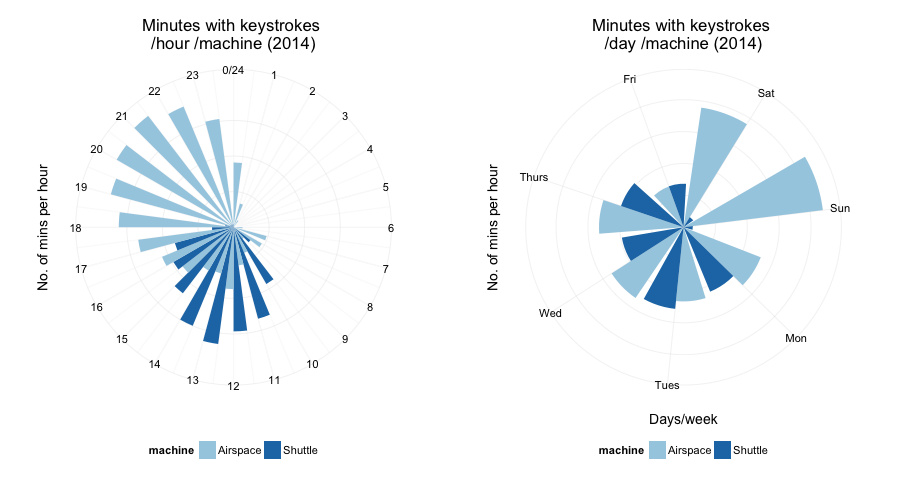 Minutes with keystrokes
/hour /machine (2014)
No. of mins per hour
0/24
1
2
3
4
5
6
7
8
9
10
11
12
13
14
15
16
17
18
19
20
21
22
23
machine Airspace Shuttle
Minutes with keystrokes
/day /machine (2014)
No. of mins per hour
Fri
Sat
Sun
Mon
Tues
Wed
Thurs
Days/week
machine Airspace Shuttle